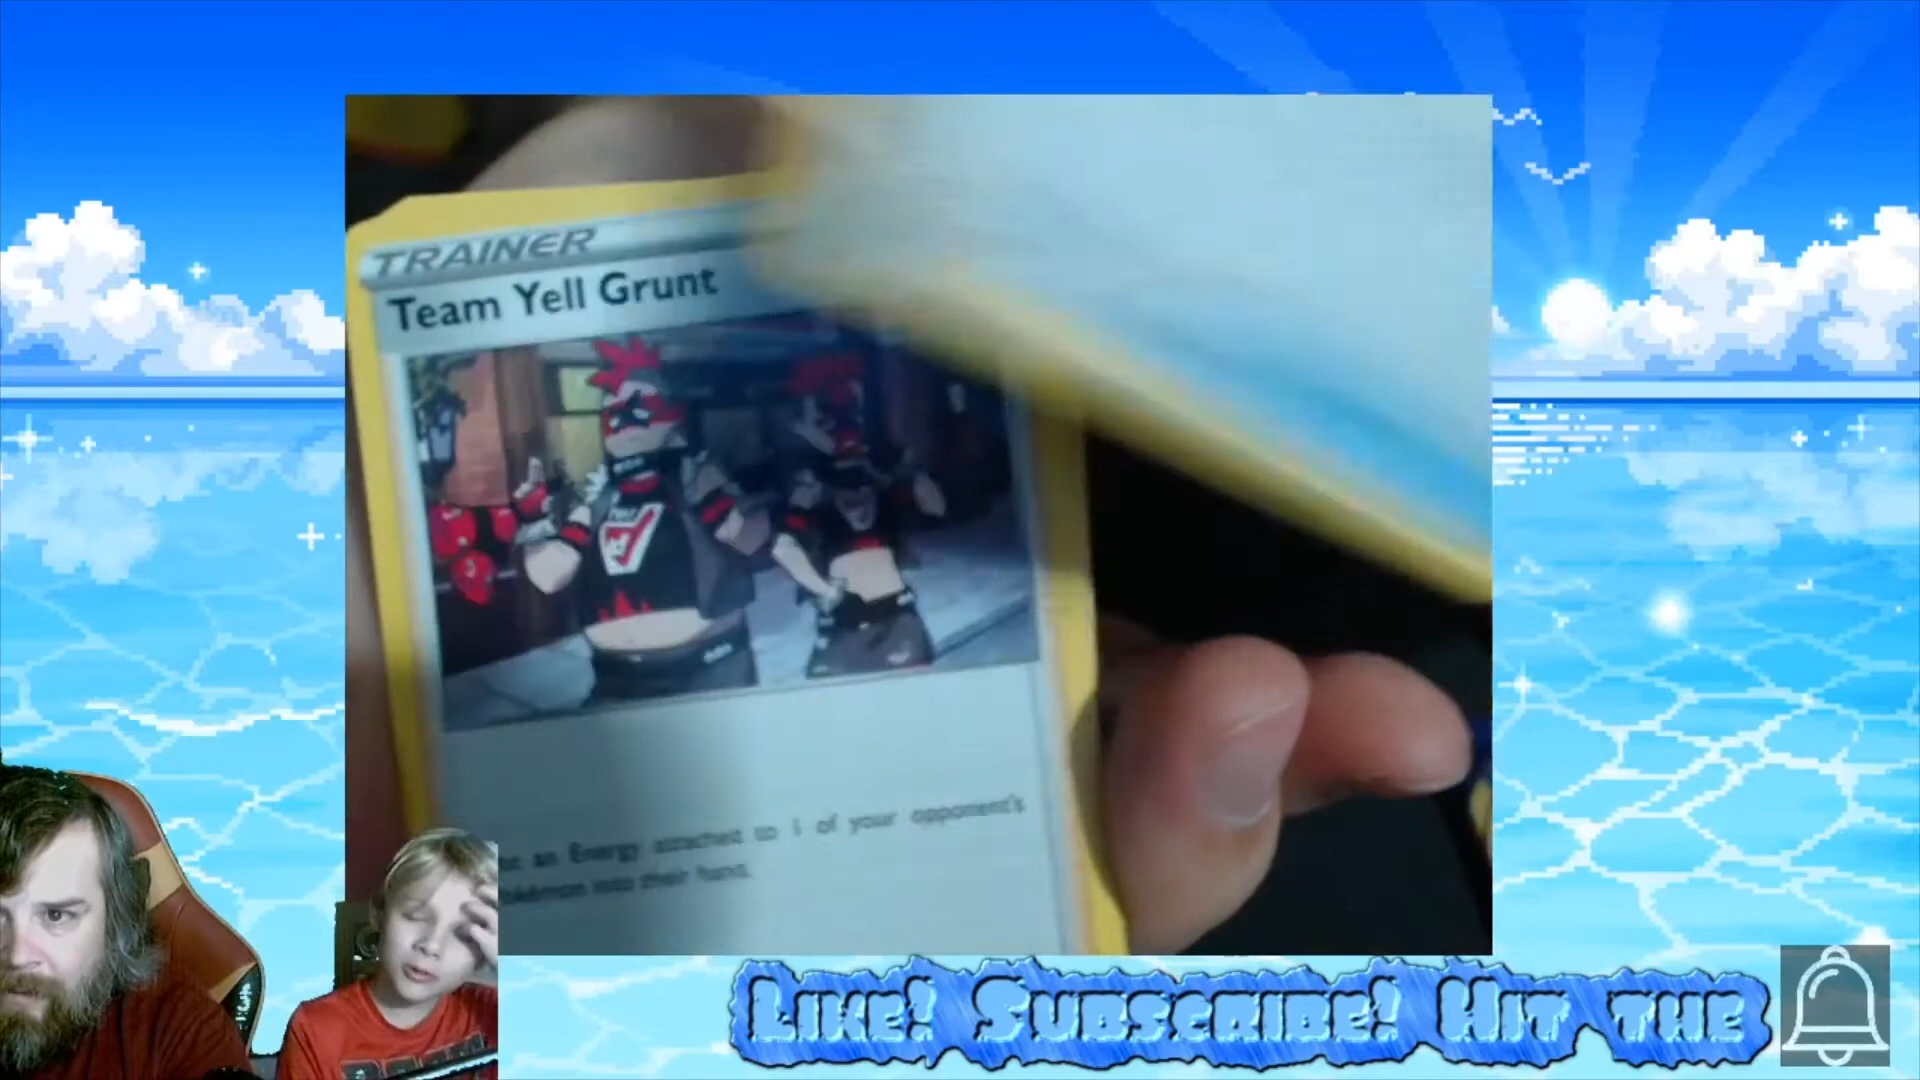 TRAINER
Team Yell Grunt
an Energy attached to 1 of your opponent's
into their hand.
LIKE! SUBSCRIBE! HIT THE